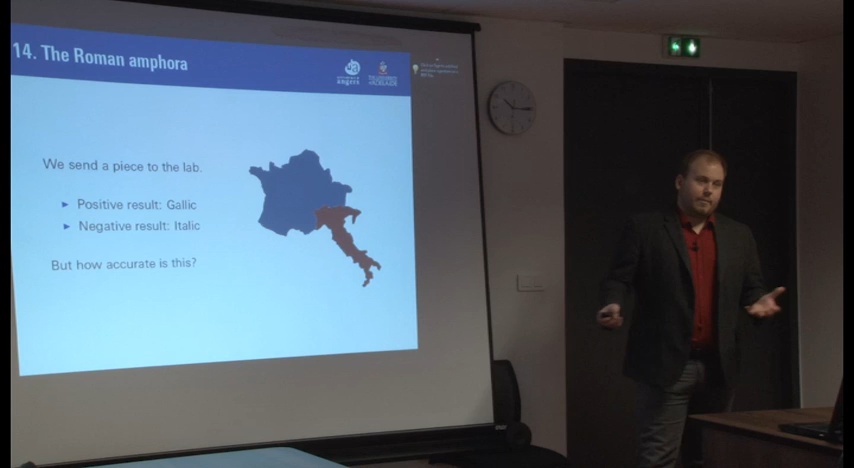 14. The Roman amphora
angers
We send a piece to the lab.
► Positive result: Gallic
► Negative result: Italic
But how accurate is this?